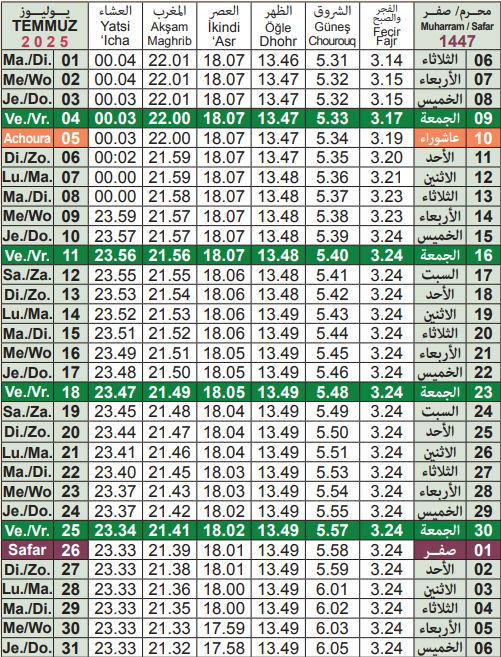 يـولـيـوز العشاء المغرب العصر الظهر الشروق الفجر والصبح محرم/ صفر
TEMMUZ Yatsi Akşam İkindi Öğle Güneş Feçir Muharram / Safar
2025 'Icha Maghrib 'Asr Dhohr Chourouq Fajr 1447
Ma./Di. 01 00.04 22.01 18.07 13.46 5.31 3.14 الثلاثاء 06
Me/Wo 02 00.04 22.01 18.07 13.47 5.32 3.15 الأربعاء 07
Je./Do. 03 00.03 22.01 18.07 13.47 5.32 3.15 الخميس 08
Ve./Vr. 04 00.03 22.00 18.07 13.47 5.33 3.17 الجمعة 09
Achoura 05 00.03 22.00 18.07 13.47 5.34 3.19 عاشوراء 10
Di./Zo. 06 00:02 21.59 18.07 13.47 5.35 3.20 الأحد 11
Lu./Ma. 07 00.00 21.59 18.07 13.48 5.36 3.21 الاثنين 12
Ma./Di. 08 00.00 21.58 18.07 13.48 5.37 3.23 الثلاثاء 13
Me/Wo 09 23.59 21.57 18.07 13.48 5.38 3.23 الأربعاء 14
Je./Do. 10 23.57 21.57 18.07 13.48 5.39 3.24 الخميس 15
Ve./Vr. 11 23.56 21.56 18.07 13.48 5.40 3.24 الجمعة 16
Sa./Za. 12 23.55 21.55 18.06 13.48 5.41 3.24 السبت 17
Di./Zo. 13 23.53 21.54 18.06 13.48 5.42 3.24 الأحد 18
Lu./Ma. 14 23.52 21.53 18.06 13.49 5.43 3.24 الاثنين 19
Ma./Di. 15 23.51 21.52 18.06 13.49 5.44 3.24 الثلاثاء 20
Me/Wo 16 23.49 21.51 18.05 13.49 5.45 3.24 الأربعاء 21
Je./Do. 17 23.48 21.50 18.05 13.49 5.46 3.24 الخميس 22
Ve./Vr. 18 23.47 21.49 18.05 13.49 5.48 3.24 الجمعة 23
Sa./Za. 19 23.45 21.48 18.04 13.49 5.49 3.24 السبت 24
Di./Zo. 20 23.44 21.47 18.04 13.49 5.50 3.24 الأحد 25
Lu./Ma. 21 23.41 21.46 18.04 13.49 5.51 3.24 الاثنين 26
Ma./Di. 22 23.40 21.45 18.03 13.49 5.53 3.24 الثلاثاء 27
Me/Wo 23 23.37 21.43 18.03 13.49 5.54 3.24 الأربعاء 28
Je./Do. 24 23.37 21.42 18.02 13.49 5.55 3.24 الخميس 29
Ve./Vr. 25 23.34 21.41 18.02 13.49 5.57 3.24 الجمعة 30
Safar 26 23.33 21.39 18.01 13.49 5.58 3.24 صفـر 01
Di./Zo. 27 23.33 21.38 18.01 13.49 5.59 3.24 الأحد 02
Lu./Ma. 28 23.33 21.36 18.00 13.49 6.01 3.24 الاثنين 03
Ma./Di. 29 23.33 21.35 18.00 13.49 6.02 3.24 الثلاثاء 04
Me/Wo 30 23.33 21.33 17.59 13.49 6.03 3.24 الأربعاء 05
Je./Do. 31 23.33 21.32 17.58 13.49 6.05 3.24 الخميس 06